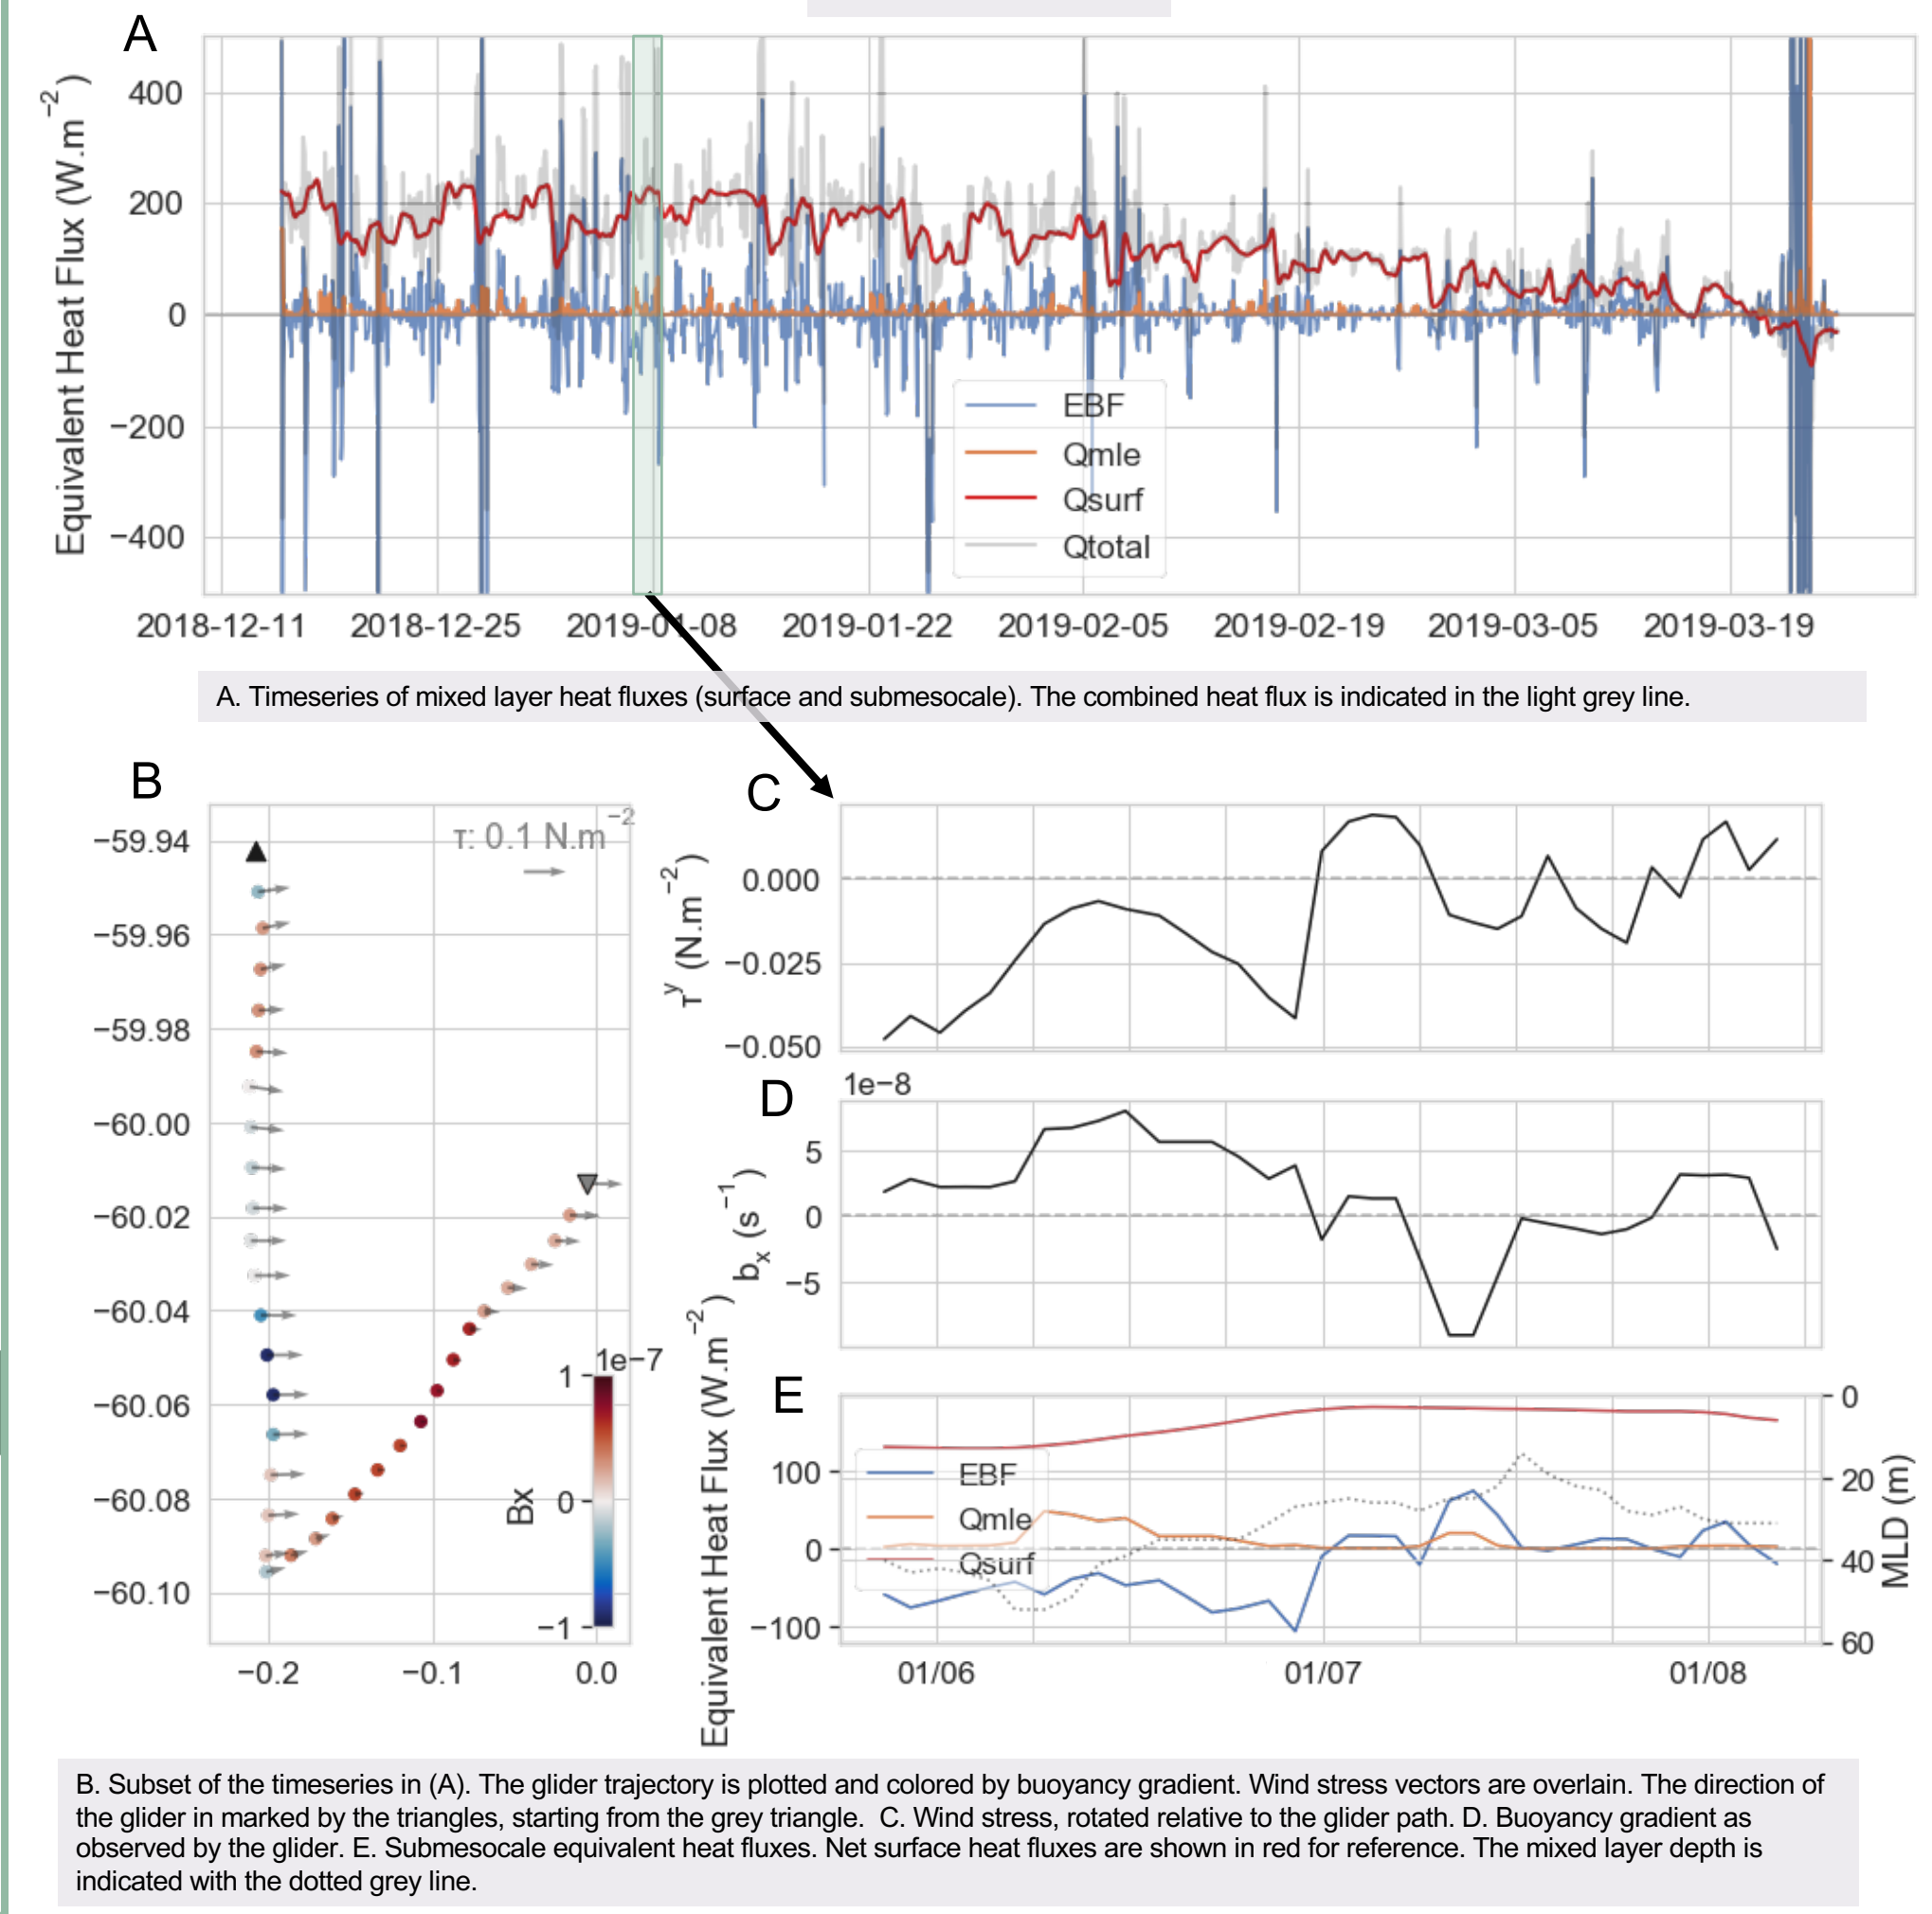 A
Equivalent Heat Flux (W.m⁻²)
400
200
0
−200
−400
EBF
Qmle
Qsurf
Qtotal
2018-12-11 2018-12-25 2019-01-08 2019-01-22 2019-02-05 2019-02-19 2019-03-05 2019-03-19
A. Timeseries of mixed layer heat fluxes (surface and submesocale). The combined heat flux is indicated in the light grey line.
B
τ: 0.1 N.m⁻²
−59.94
−59.96
−59.98
−60.00
−60.02
−60.04
−60.06
−60.08
−60.10
−0.2 −0.1 0.0
1e−7
1
0
−1
Bx
C
τʸ (N.m⁻²)
0.000
−0.025
−0.050
D
1e−8
bₓ (s⁻¹)
5
0
−5
E
Equivalent Heat Flux (W.m⁻²)
100
0
−100
EBF
Qmle
Qsurf
0
20
40
60
MLD (m)
01/06 01/07 01/08
B. Subset of the timeseries in (A). The glider trajectory is plotted and colored by buoyancy gradient. Wind stress vectors are overlain. The direction of
the glider in marked by the triangles, starting from the grey triangle. C. Wind stress, rotated relative to the glider path. D. Buoyancy gradient as
observed by the glider. E. Submesocale equivalent heat fluxes. Net surface heat fluxes are shown in red for reference. The mixed layer depth is
indicated with the dotted grey line.